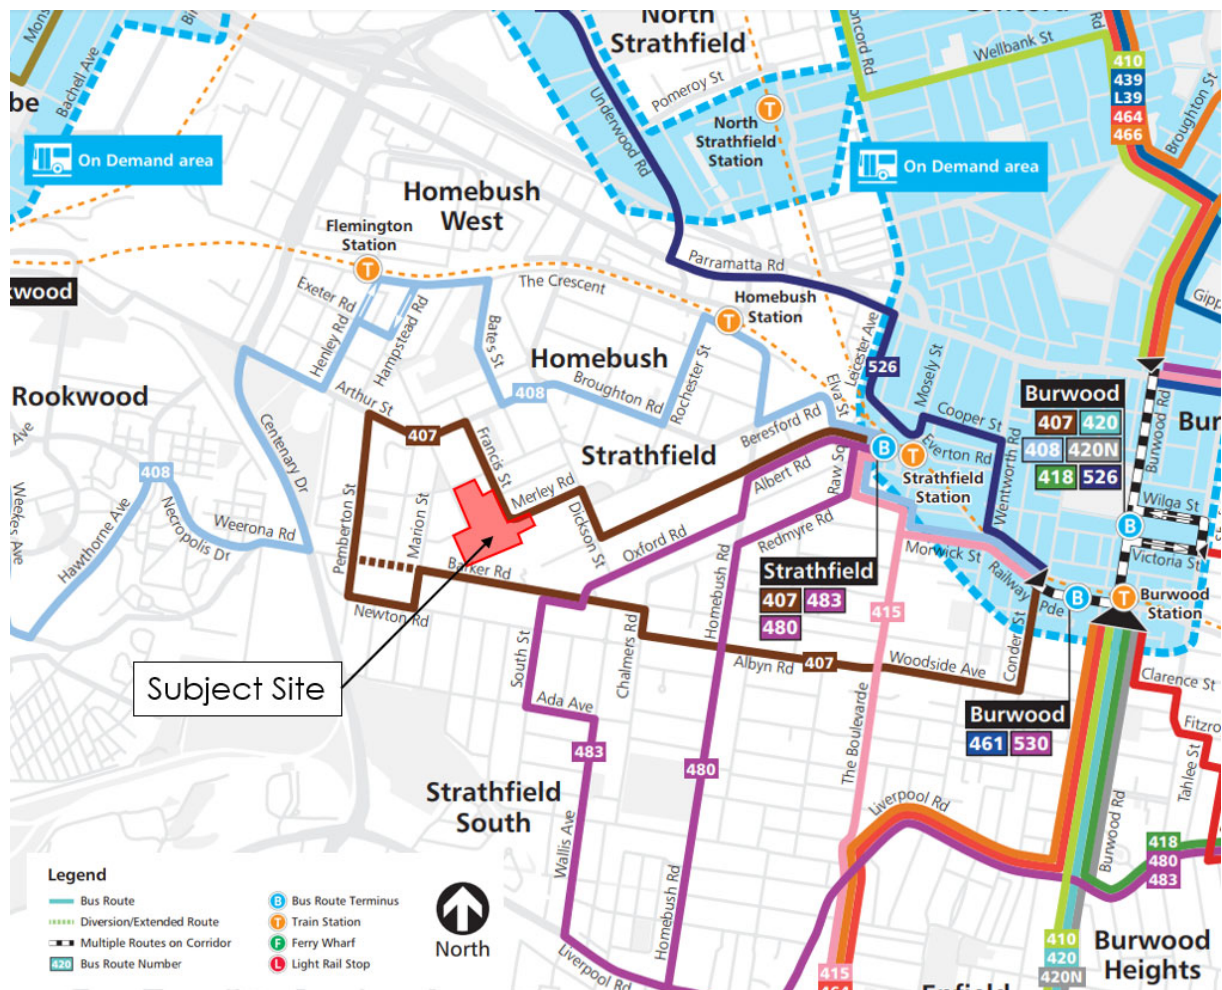 North
Strathfield
Bachell Ave
be
On Demand area
Pomeroy St
North
Strathfield
Station
Underwood Rd
Concord Rd
Wellbank St
Rd
410
439
L39
464
466
Broughton St
On Demand area
Homebush
West
Flemington
Station
The Crescent
Parramatta Rd
kwood
Exeter Rd
Henley Rd
Hampstead Rd
Bates St
Homebush
Station
Homebush
408
Broughton Rd
Rochester St
Elva St
Leicester Ave
526
Mosely St
Cooper St
Everton Rd
Wentworth Rd
Burwood
407 420
408 420N
418 526
Burwood Rd
Bur
Rookwood
Ave
Arthur St
407
Francis St
Merley Rd
Strathfield
Beresford Rd
Albert Rd
Raw So
Strathfield
Station
Wilga St
Victoria St
408
Centenary Dr
Weerona Rd
Necropolis Dr
Hawthorne Ave
Pemberton St
Marion St
Dickson St
Oxford Rd
Redmyre Rd
Homebush Rd
Barker Rd
Newton Rd
Strathfield
407 483
480
415
Morwick St
Railway Pde
Burwood
Station
Conder St
Subject Site
South St
Chalmers Rd
Albyn Rd
407
Woodside Ave
Clarence St
Ada Ave
483
480
The Boulevarde
Burwood
461 530
Tahlee St
Strathfield
South
Wallis Ave
Homebush Rd
Liverpool Rd
Burwood Rd
418
480
483
Liverpool Rd
Legend
Bus Route
Diversion/Extended Route
Multiple Routes on Corridor
420 Bus Route Number
B Bus Route Terminus
T Train Station
F Ferry Wharf
L Light Rail Stop
North
415
410
420
420N
Burwood
Heights